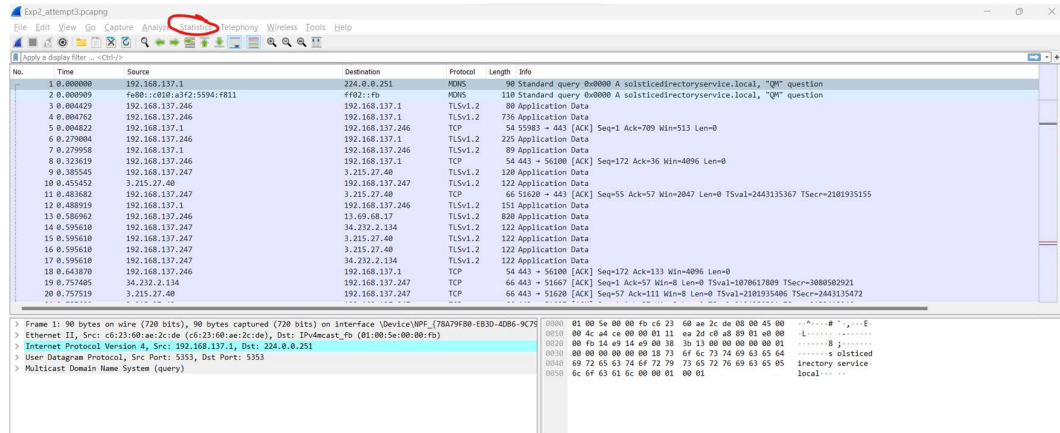 Exp2_attempt3.pcapng
File Edit View Go Capture Analyze Statistics Telephony Wireless Tools Help
Apply a display filter ... <Ctrl-/>
No. Time Source Destination Protocol Length Info
1 0.000000 192.168.137.1 224.0.0.251 MDNS 90 Standard query 0x0000 A solsticedirectoryservice.local, "QM" question
2 0.000909 fe80::c010:a3f2:5594:f811 ff02::fb MDNS 110 Standard query 0x0000 A solsticedirectoryservice.local, "QM" question
3 0.004429 192.168.137.246 192.168.137.1 TLSv1.2 80 Application Data
4 0.004762 192.168.137.246 192.168.137.1 TLSv1.2 736 Application Data
5 0.004822 192.168.137.1 192.168.137.246 TCP 54 55983 → 443 [ACK] Seq=1 Ack=709 Win=513 Len=0
6 0.279004 192.168.137.246 192.168.137.1 TLSv1.2 225 Application Data
7 0.279958 192.168.137.1 192.168.137.246 TLSv1.2 89 Application Data
8 0.323619 192.168.137.246 192.168.137.1 TCP 54 443 → 56100 [ACK] Seq=172 Ack=36 Win=4096 Len=0
9 0.385545 192.168.137.247 3.215.27.40 TLSv1.2 120 Application Data
10 0.455452 3.215.27.40 192.168.137.247 TLSv1.2 122 Application Data
11 0.483682 192.168.137.247 3.215.27.40 TCP 66 51620 → 443 [ACK] Seq=55 Ack=57 Win=2047 Len=0 TSval=2443135367 TSecr=2101935155
12 0.488919 192.168.137.1 192.168.137.246 TLSv1.2 151 Application Data
13 0.586962 192.168.137.246 13.69.68.17 TLSv1.2 820 Application Data
14 0.595610 192.168.137.247 34.232.2.134 TLSv1.2 122 Application Data
15 0.595610 192.168.137.247 3.215.27.40 TLSv1.2 122 Application Data
16 0.595610 192.168.137.247 3.215.27.40 TLSv1.2 122 Application Data
17 0.595610 192.168.137.247 34.232.2.134 TLSv1.2 122 Application Data
18 0.643870 192.168.137.246 192.168.137.1 TCP 54 443 → 56100 [ACK] Seq=172 Ack=133 Win=4096 Len=0
19 0.757405 34.232.2.134 192.168.137.247 TCP 66 443 → 51667 [ACK] Seq=1 Ack=57 Win=8 Len=0 TSval=1070617809 TSecr=3080502921
20 0.757519 3.215.27.40 192.168.137.247 TCP 66 443 → 51620 [ACK] Seq=57 Ack=111 Win=8 Len=0 TSval=2101935406 TSecr=2443135472
Frame 1: 90 bytes on wire (720 bits), 90 bytes captured (720 bits) on interface \Device\NPF_{78A79FB0-EB3D-4DB6-9C79
Ethernet II, Src: c6:23:60:ae:2c:de (c6:23:60:ae:2c:de), Dst: IPv4mcast_fb (01:00:5e:00:00:fb)
Internet Protocol Version 4, Src: 192.168.137.1, Dst: 224.0.0.251
User Datagram Protocol, Src Port: 5353, Dst Port: 5353
Multicast Domain Name System (query)
0000 01 00 5e 00 00 fb c6 23 60 ae 2c de 08 00 45 00 ··^····# `·,···E·
0010 00 4c a4 ce 00 00 01 11 ea 2d c0 a8 89 01 e0 00 ·L······ ·-······
0020 00 fb 14 e9 14 e9 00 38 3b 13 00 00 00 00 00 01 ·······8 ;·······
0030 00 00 00 00 00 00 18 73 6f 6c 73 74 69 63 65 64 ·······s olsticed
0040 69 72 65 63 74 6f 72 79 73 65 72 76 69 63 65 05 irectory service·
0050 6c 6f 63 61 6c 00 00 01 00 01 local··· ··